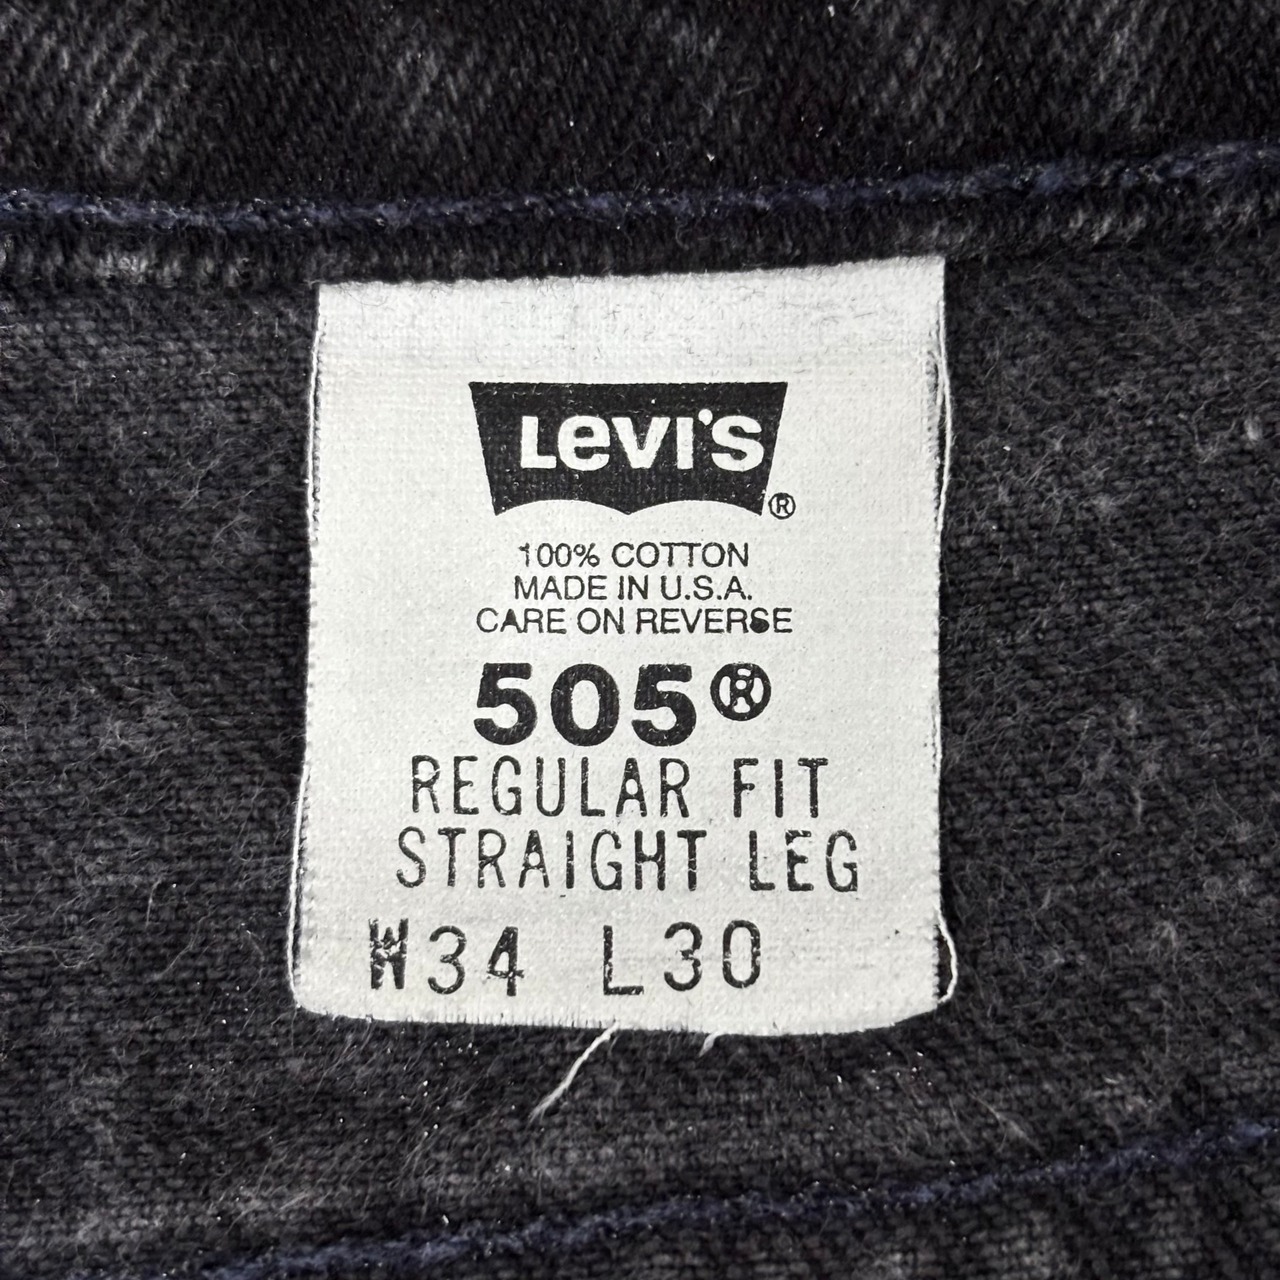 Levi's
®
100% COTTON
MADE IN U.S.A.
CARE ON REVERSE
505®
REGULAR FIT
STRAIGHT LEG
W34 L30